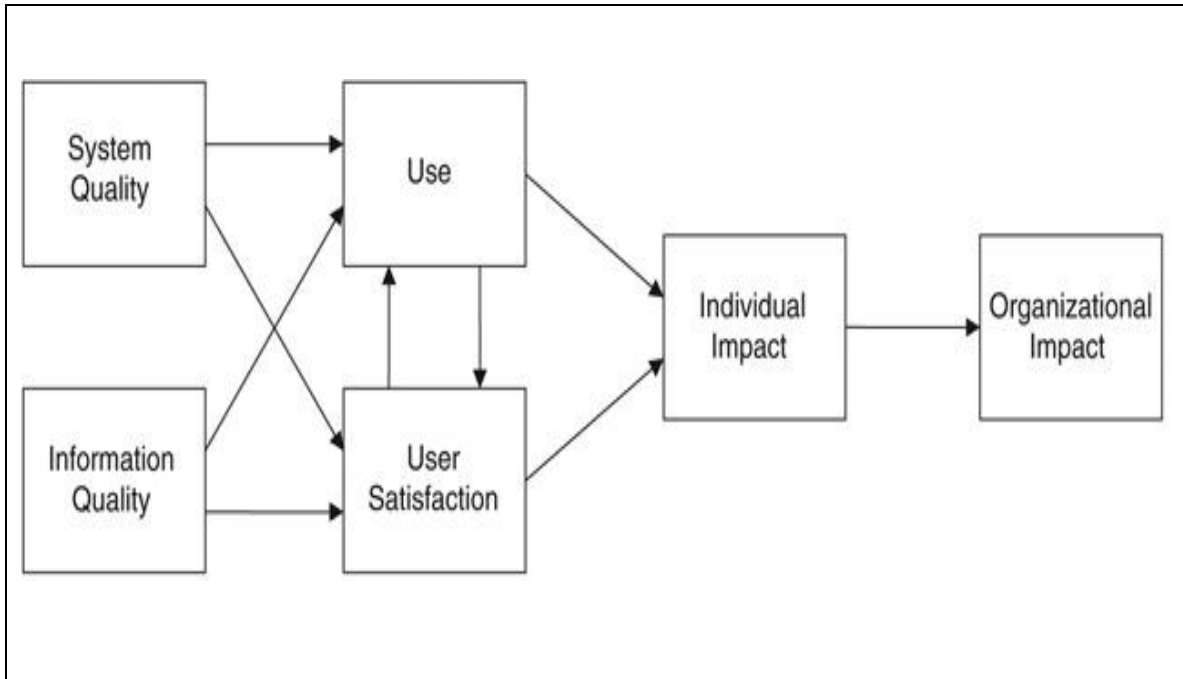 System
Quality
Use
Individual
Impact
Organizational
Impact
Information
Quality
User
Satisfaction